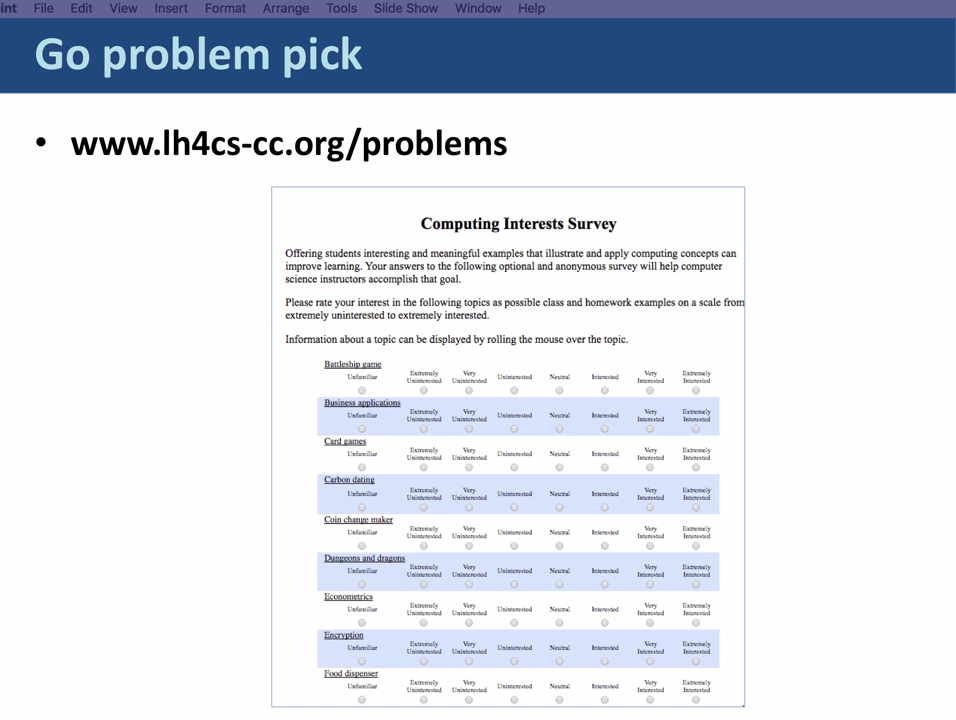 int File Edit View Insert Format Arrange Tools Slide Show Window Help
Go problem pick
• www.lh4cs-cc.org/problems
Computing Interests Survey
Offering students interesting and meaningful examples that illustrate and apply computing concepts can
improve learning. Your answers to the following optional and anonymous survey will help computer
science instructors accomplish that goal.
Please rate your interest in the following topics as possible class and homework examples on a scale from
extremely uninterested to extremely interested.
Information about a topic can be displayed by rolling the mouse over the topic.
Battleship game
Unfamiliar Extremely Uninterested Very Uninterested Uninterested Neutral Interested Very Interested Extremely Interested
Business applications
Unfamiliar Extremely Uninterested Very Uninterested Uninterested Neutral Interested Very Interested Extremely Interested
Card games
Unfamiliar Extremely Uninterested Very Uninterested Uninterested Neutral Interested Very Interested Extremely Interested
Carbon dating
Unfamiliar Extremely Uninterested Very Uninterested Uninterested Neutral Interested Very Interested Extremely Interested
Coin change maker
Unfamiliar Extremely Uninterested Very Uninterested Uninterested Neutral Interested Very Interested Extremely Interested
Dungeons and dragons
Unfamiliar Extremely Uninterested Very Uninterested Uninterested Neutral Interested Very Interested Extremely Interested
Econometrics
Unfamiliar Extremely Uninterested Very Uninterested Uninterested Neutral Interested Very Interested Extremely Interested
Encryption
Unfamiliar Extremely Uninterested Very Uninterested Uninterested Neutral Interested Very Interested Extremely Interested
Food dispenser
Unfamiliar Extremely Uninterested Very Uninterested Uninterested Neutral Interested Very Interested Extremely Interested